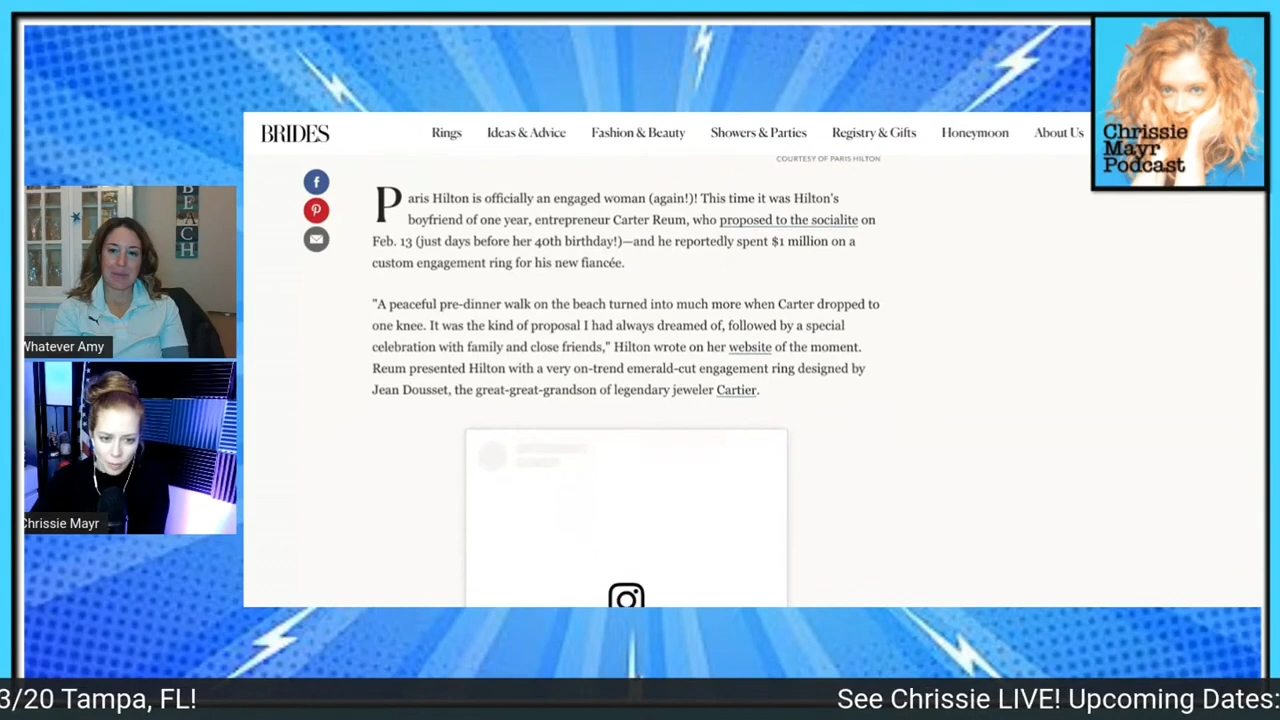 BRIDES
Rings
Ideas & Advice
Fashion & Beauty
Showers & Parties
Registry & Gifts
Honeymoon
About Us
Chrissie
Mayr
Podcast
COURTESY OF PARIS HILTON
Paris Hilton is officially an engaged woman (again!)! This time it was Hilton's
boyfriend of one year, entrepreneur Carter Reum, who proposed to the socialite on
Feb. 13 (just days before her 40th birthday!)—and he reportedly spent $1 million on a
custom engagement ring for his new fiancée.
"A peaceful pre-dinner walk on the beach turned into much more when Carter dropped to
one knee. It was the kind of proposal I had always dreamed of, followed by a special
celebration with family and close friends," Hilton wrote on her website of the moment.
Reum presented Hilton with a very on-trend emerald-cut engagement ring designed by
Jean Dousset, the great-great-grandson of legendary jeweler Cartier.
BEACH
Whatever Amy
Chrissie Mayr
3/20 Tampa, FL!
See Chrissie LIVE! Upcoming Dates: